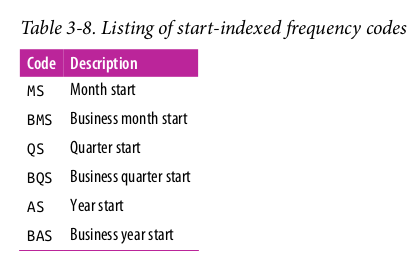 Table 3-8. Listing of start-indexed frequency codes
Code Description
MS Month start
BMS Business month start
QS Quarter start
BQS Business quarter start
AS Year start
BAS Business year start